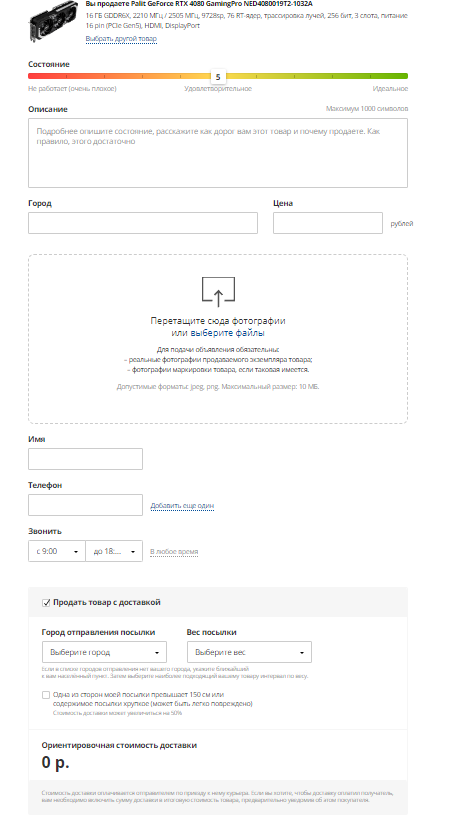 Вы продаете Palit GeForce RTX 4080 GamingPro NED4080019T2-1032A
16 ГБ GDDR6X, 2210 МГц / 2505 МГц, 9728sp, 76 RT-ядер, трассировка лучей, 256 бит, 3 слота, питание
16 pin (PCIe Gen5), HDMI, DisplayPort
Выбрать другой товар
Состояние
5
Не работает (очень плохое) Удовлетворительное Идеальное
Описание Максимум 1000 символов
Подробнее опишите состояние, расскажите как дорог вам этот товар и почему продаете. Как
правило, этого достаточно
Город Цена
рублей
Перетащите сюда фотографии
или выберите файлы
Для подачи объявления обязательны:
– реальные фотографии продаваемого экземпляра товара;
– фотографии маркировки товара, если таковая имеется.
Допустимые форматы: jpeg, png. Максимальный размер: 10 МБ.
Имя
Телефон
Добавить еще один
Звонить
с 9:00 до 18:... В любое время
Продать товар с доставкой
Город отправления посылки Вес посылки
Выберите город Выберите вес
Если в списке городов отправления нет вашего города, укажите ближайший
к вам населённый пункт. Затем выберите наиболее подходящий вашему товару интервал по весу.
Одна из сторон моей посылки превышает 150 см или
содержимое посылки хрупкое (может быть легко повреждено)
Стоимость доставки может увеличиться на 50%
Ориентировочная стоимость доставки
0 р.
Стоимость доставки оплачивается отправителем по приезду к нему курьера. Если вы хотите, чтобы доставку оплатил получатель,
вам необходимо включить сумму доставки в итоговую стоимость товара, предварительно уведомив об этом покупателя.